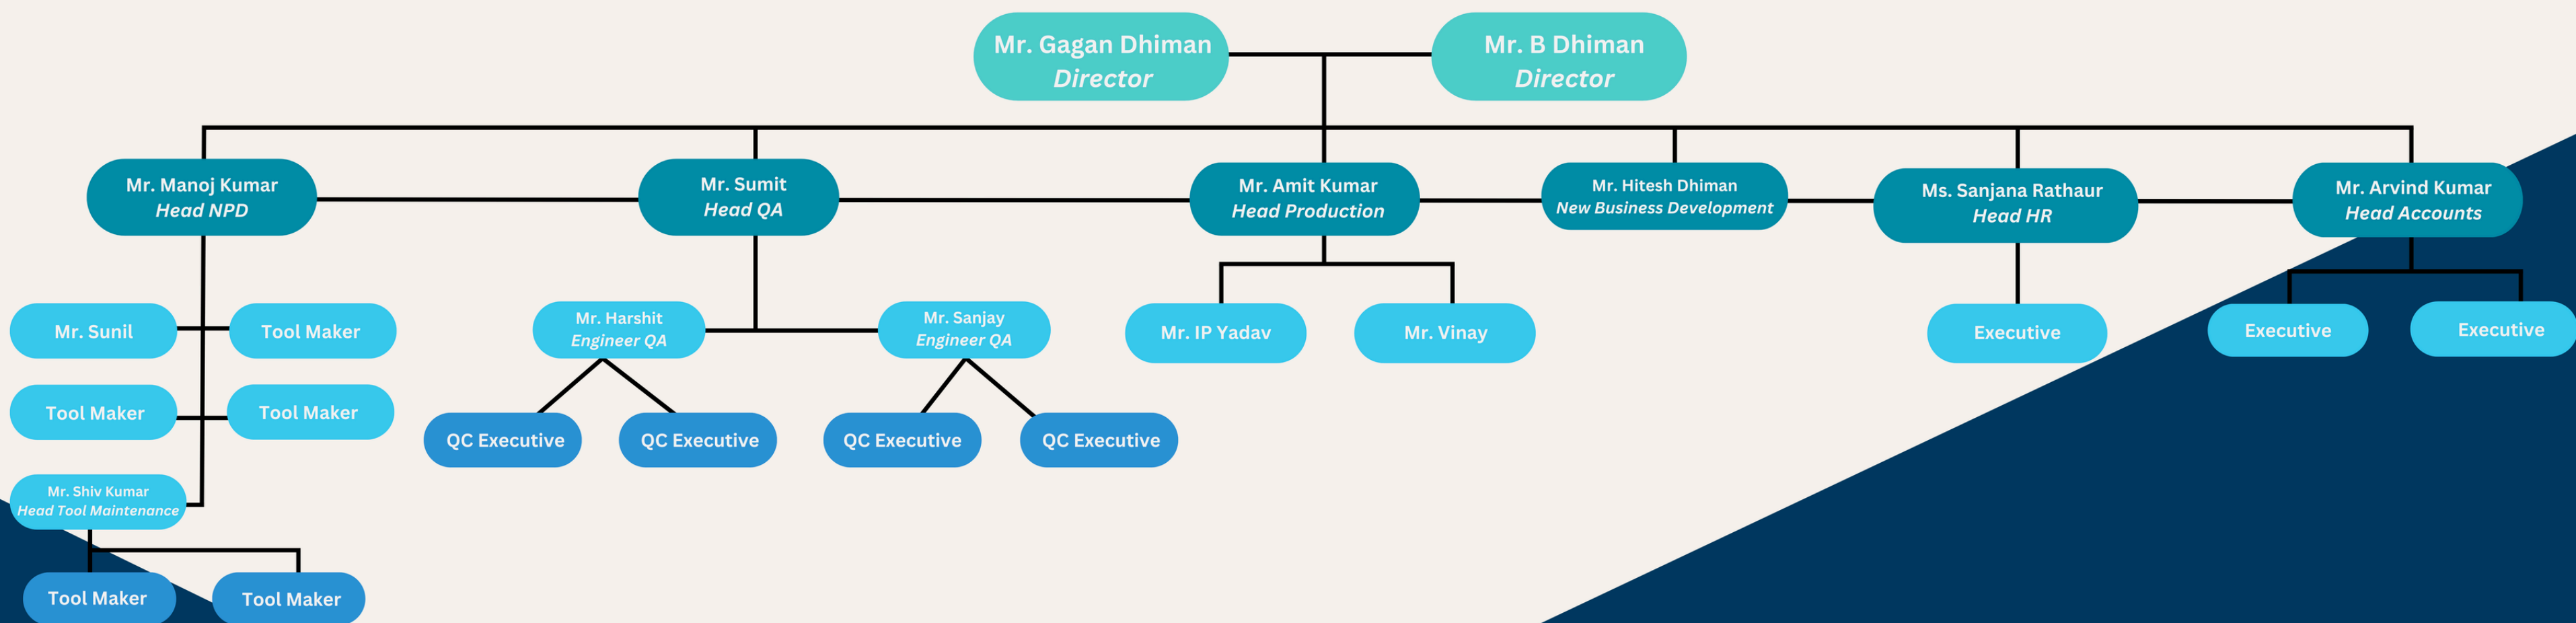 Mr. Gagan Dhiman
Director
Mr. B Dhiman
Director
Mr. Manoj Kumar
Head NPD
Mr. Sumit
Head QA
Mr. Amit Kumar
Head Production
Mr. Hitesh Dhiman
New Business Development
Ms. Sanjana Rathaur
Head HR
Mr. Arvind Kumar
Head Accounts
Mr. Sunil
Tool Maker
Mr. Harshit
Engineer QA
Mr. Sanjay
Engineer QA
Mr. IP Yadav
Mr. Vinay
Executive
Executive
Executive
Tool Maker
Tool Maker
QC Executive
QC Executive
QC Executive
QC Executive
Mr. Shiv Kumar
Head Tool Maintenance
Tool Maker
Tool Maker